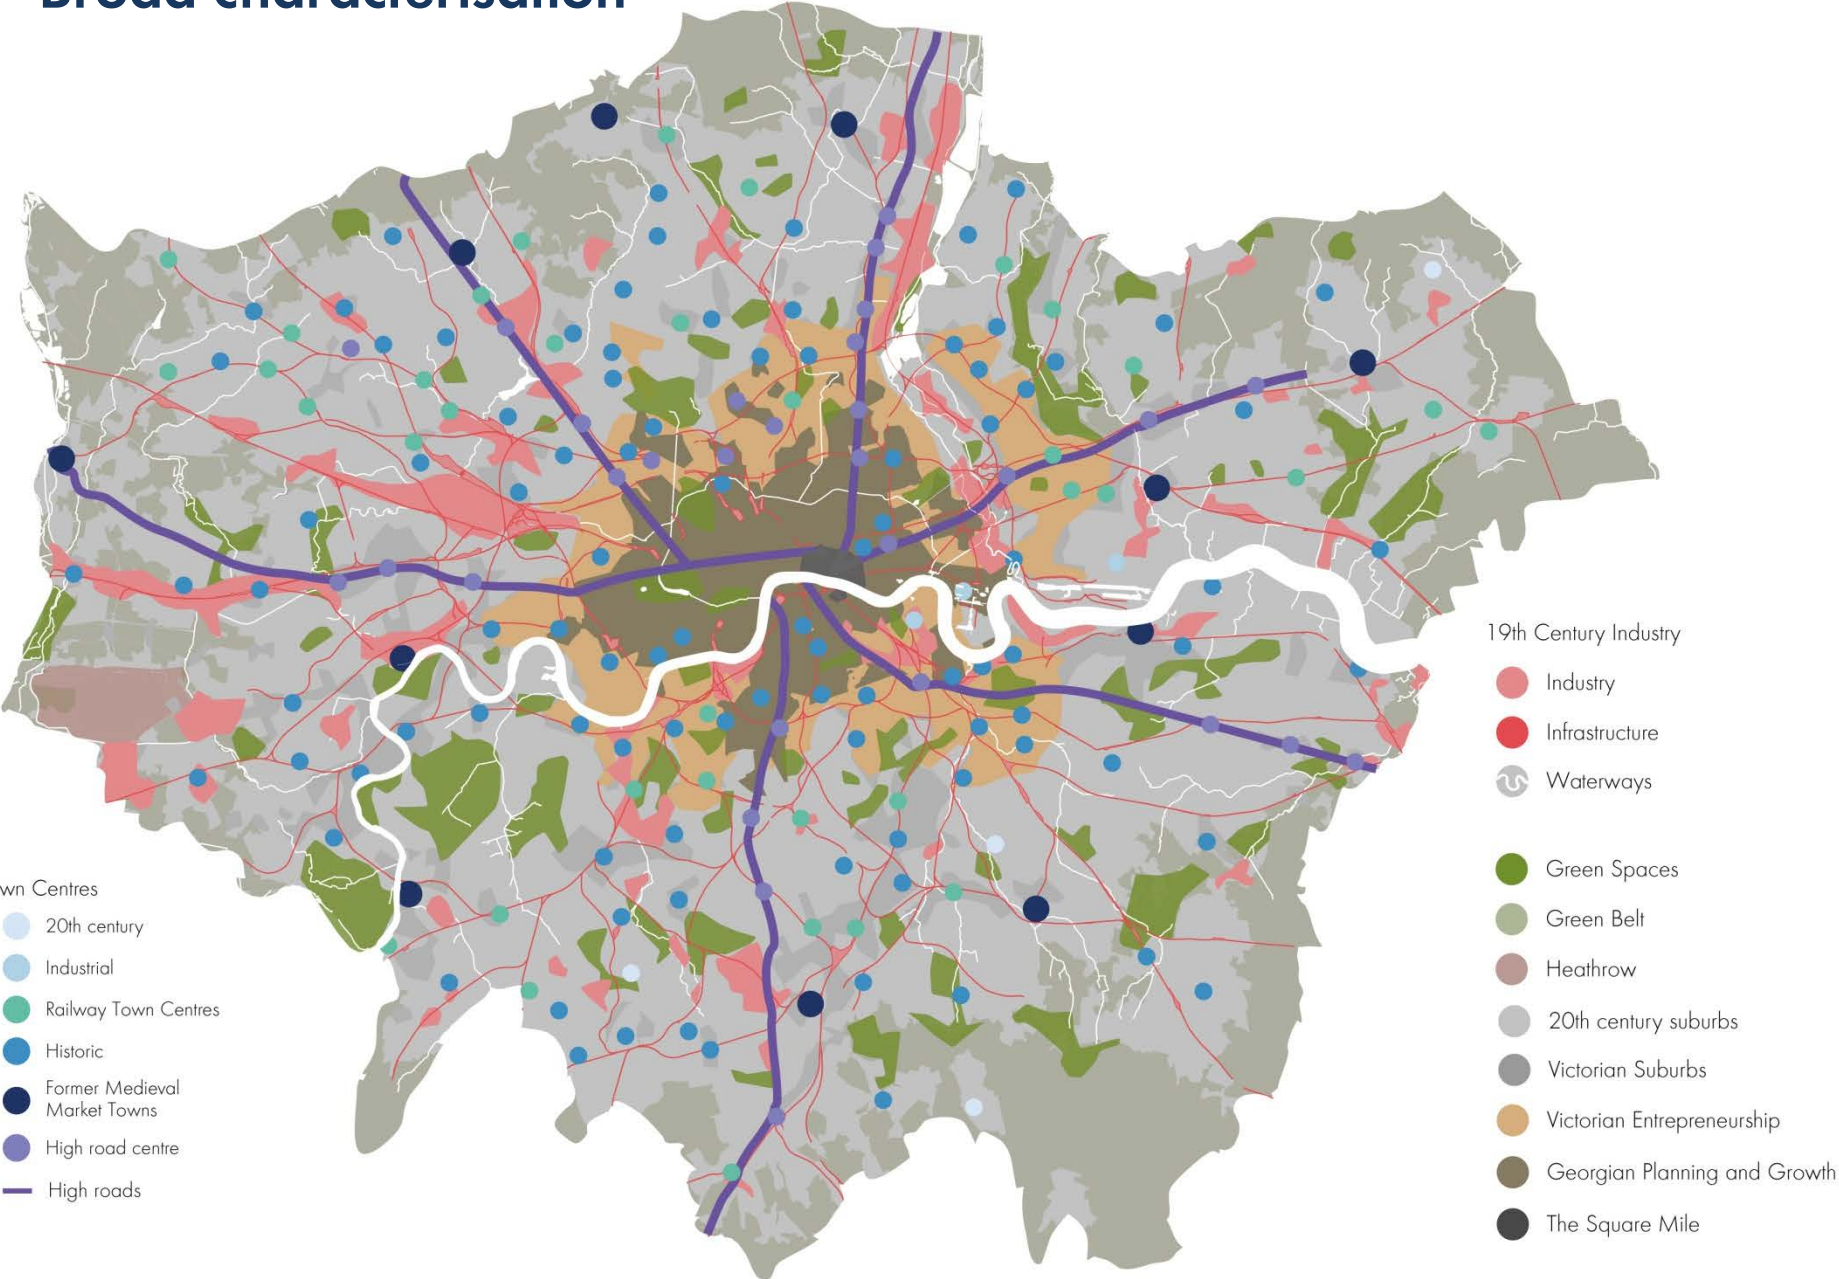 Broad characterisation
19th Century Industry
Industry
Infrastructure
Waterways
Green Spaces
Green Belt
Heathrow
20th century suburbs
Victorian Suburbs
Victorian Entrepreneurship
Georgian Planning and Growth
The Square Mile
wn Centres
20th century
Industrial
Railway Town Centres
Historic
Former Medieval
Market Towns
High road centre
High roads